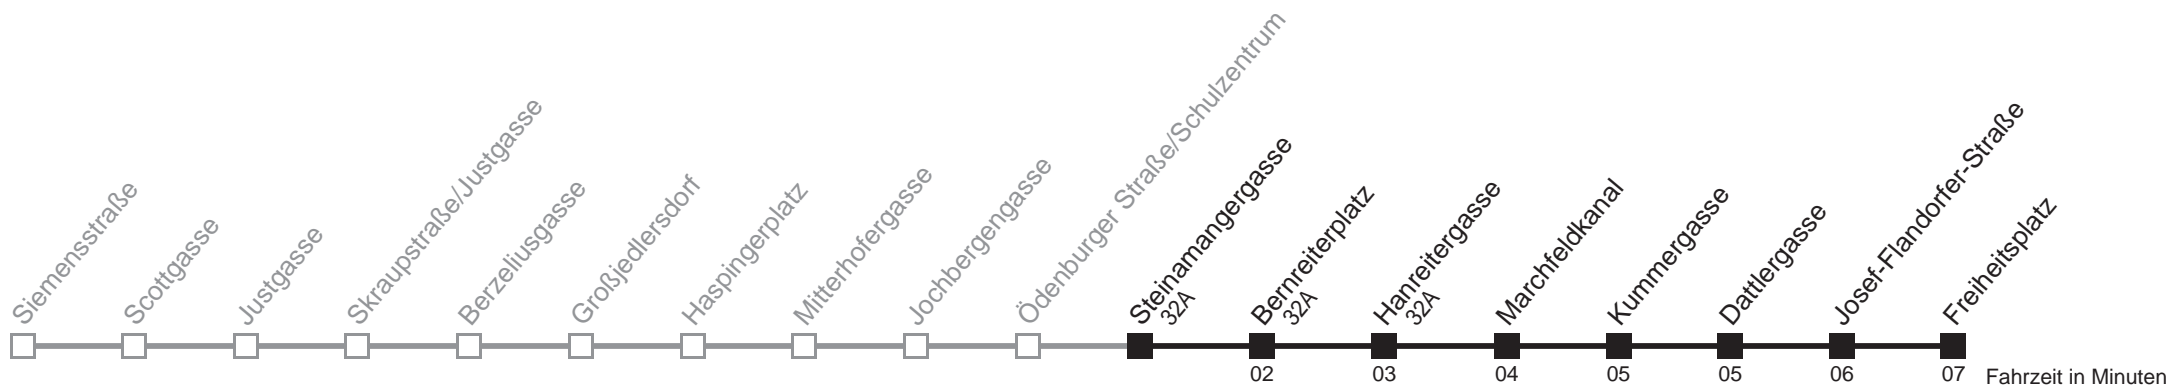 Siemensstraße
Scottgasse
Justgasse
Skraupstraße/Justgasse
Berzeliusgasse
Großjedlersdorf
Haspingerplatz
Mitterhofergasse
Jochbergengasse
Ödenburger Straße/Schulzentrum
Steinamangergasse
32A
Bernreiterplatz
32A
Hanreitergasse
32A
Marchfeldkanal
Kummergasse
Dattlergasse
Josef-Flandorfer-Straße
Freiheitsplatz
02 03 04 05 05 06 07 Fahrzeit in Minuten